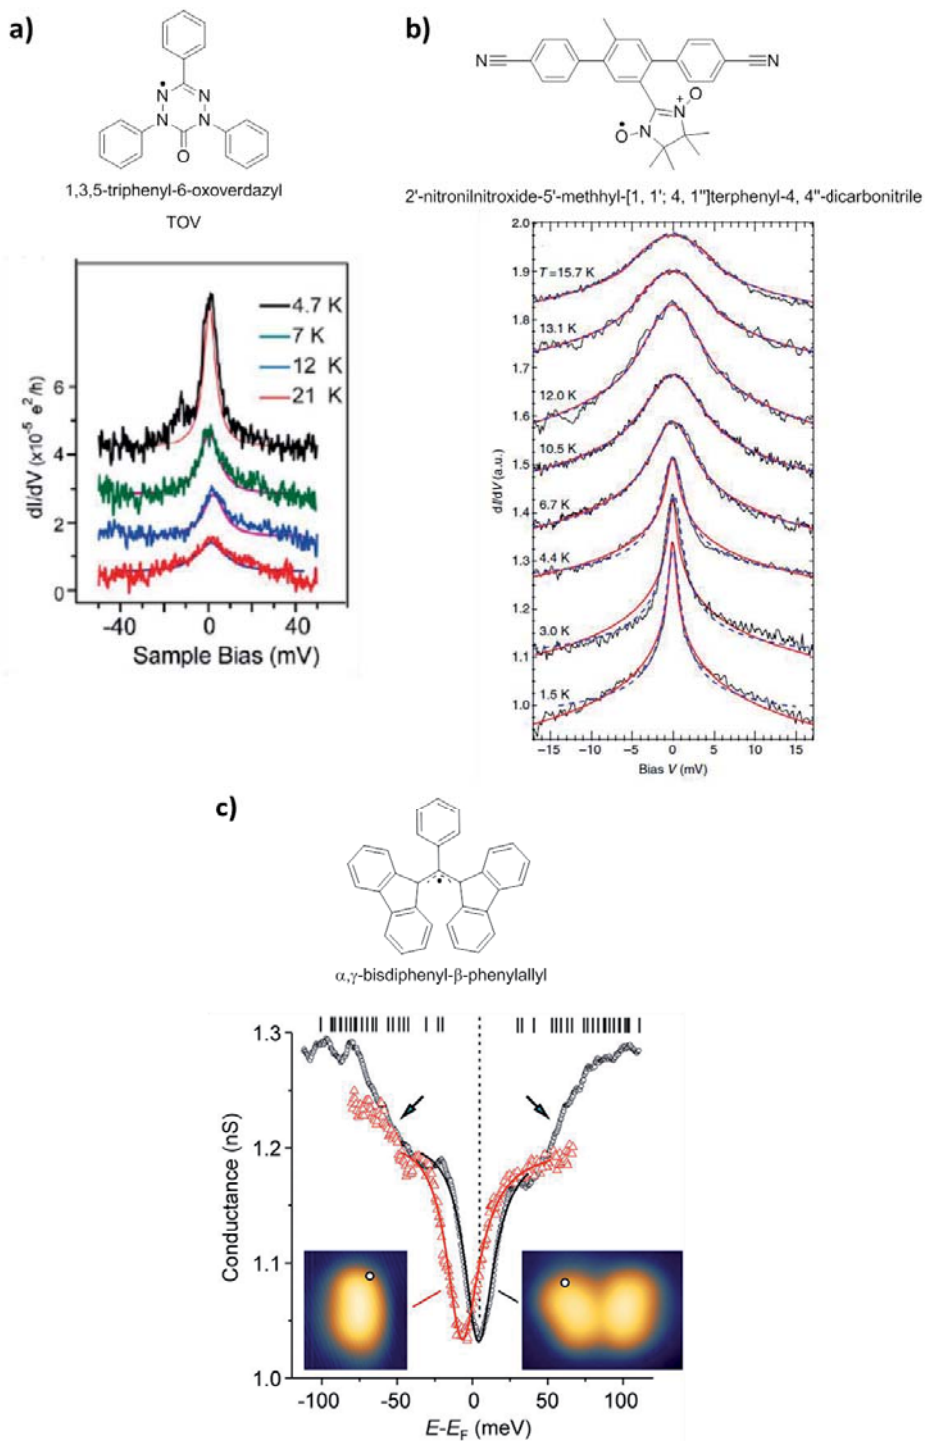 a)
N
N
N
N
O
1,3,5-triphenyl-6-oxoverdazyl
TOV
4.7 K
7 K
12 K
21 K
6
4
2
0
dI/dV (x10⁻⁵ e²/h)
-40 0 40
Sample Bias (mV)
b)
N
N
O
N
+
O
N
2'-nitronilnitroxide-5'-methhyl-[1, 1'; 4, 1"]terphenyl-4, 4"-dicarbonitrile
2.0
1.9
1.8
1.7
1.6
1.5
1.4
1.3
1.2
1.1
1.0
dI/dV (a.u.)
T=15.7 K
13.1 K
12.0 K
10.5 K
6.7 K
4.4 K
3.0 K
1.5 K
−15 −10 −5 0 5 10 15
Bias V (mV)
c)
α,γ-bisdiphenyl-β-phenylallyl
1.3
1.2
1.1
1.0
Conductance (nS)
-100 -50 0 50 100
E-E_F (meV)